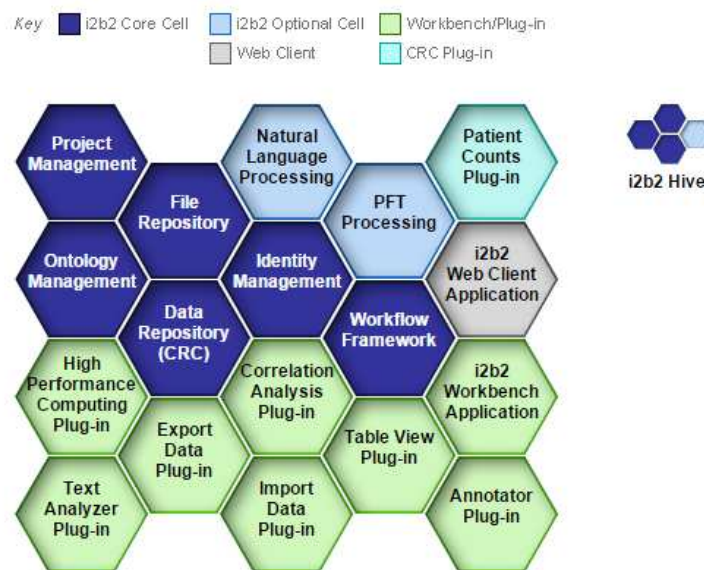 Key i2b2 Core Cell i2b2 Optional Cell Workbench/Plug-in
Web Client CRC Plug-in
Project
Management
Natural
Language
Processing
Patient
Counts
Plug-in
File
Repository
PFT
Processing
i2b2 Hive
Ontology
Management
Identity
Management
i2b2
Web Client
Application
Data
Repository
(CRC)
Workflow
Framework
High
Performance
Computing
Plug-in
Correlation
Analysis
Plug-in
i2b2
Workbench
Application
Export
Data
Plug-in
Table View
Plug-in
Text
Analyzer
Plug-in
Import
Data
Plug-in
Annotator
Plug-in